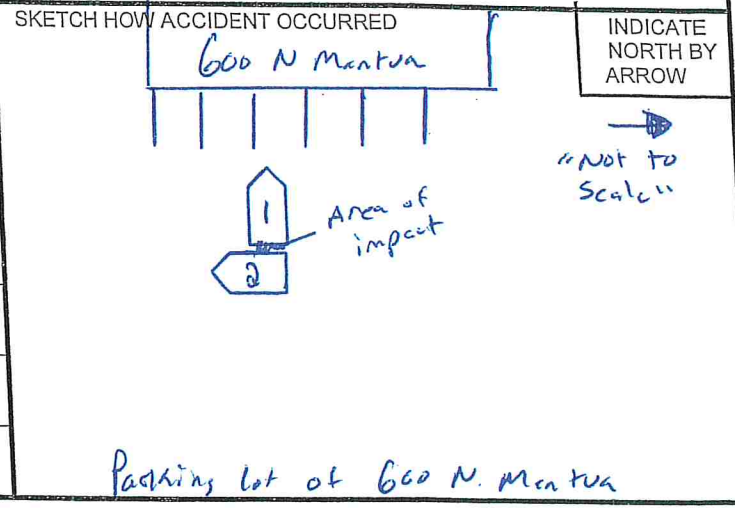 SKETCH HOW ACCIDENT OCCURRED
INDICATE
NORTH BY
ARROW
600 N Mantua
"Not to
Scale"
1
Area of
impact
2
Parking lot of 600 N. Mantua